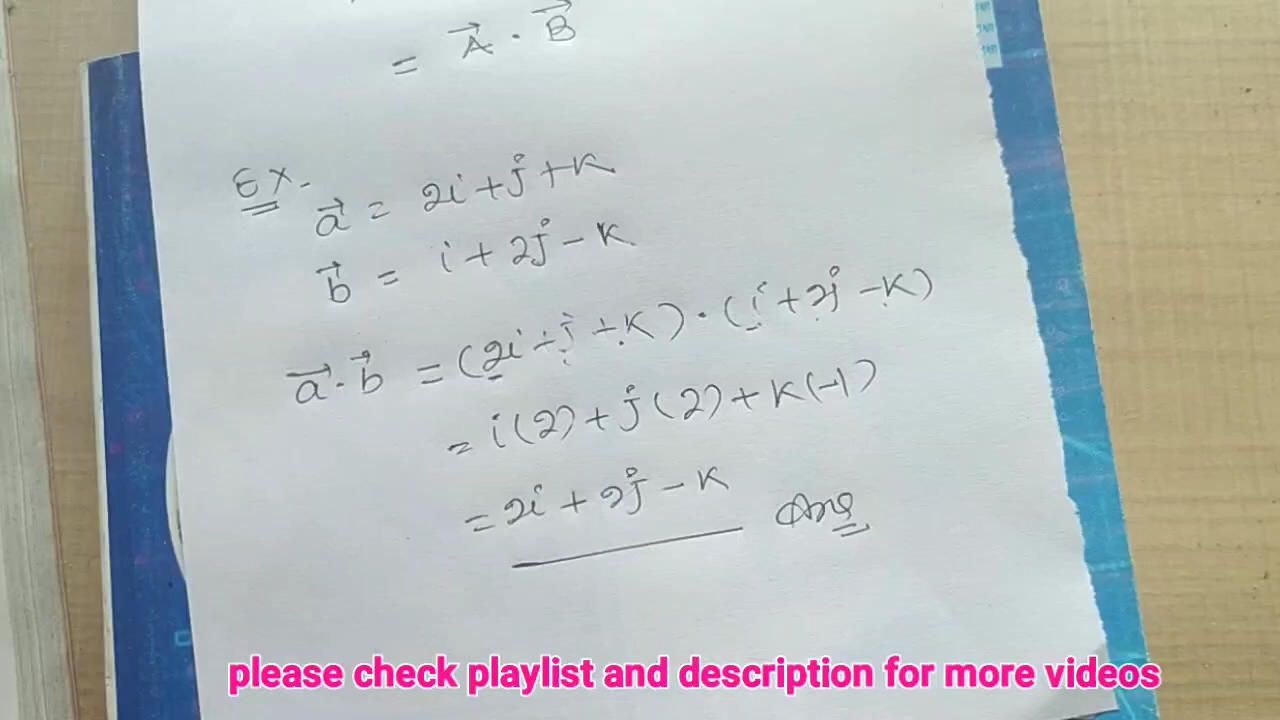 = A⃗ · B⃗
Ex.
a⃗ = 2i + j + k
b⃗ = i + 2j - k
a⃗ · b⃗ = (2i + j + k) · (i + 2j - k)
= i(2) + j(2) + k(-1)
= 2i + 2j - k Ans
please check playlist and description for more videos